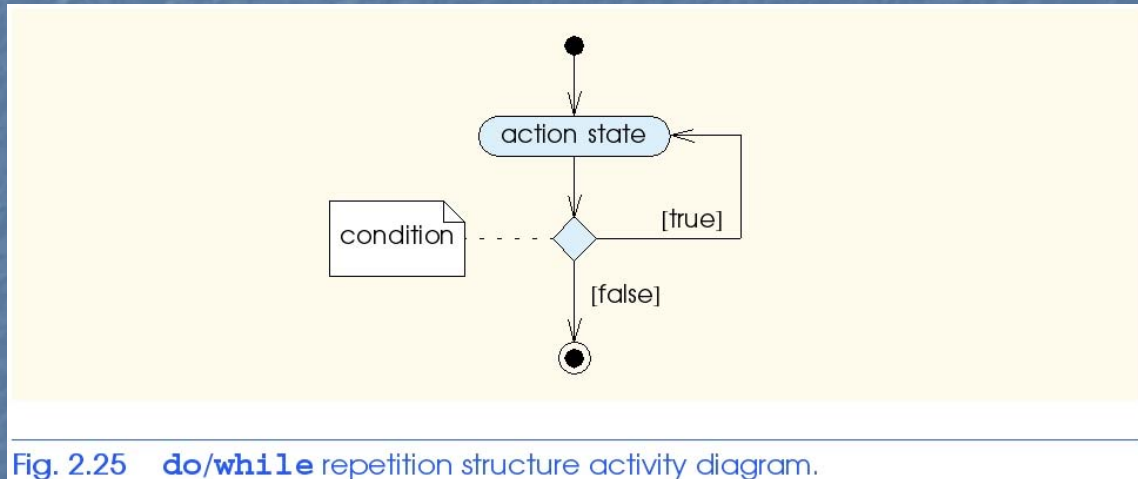 action state
[true]
condition
[false]
Fig. 2.25 do/while repetition structure activity diagram.